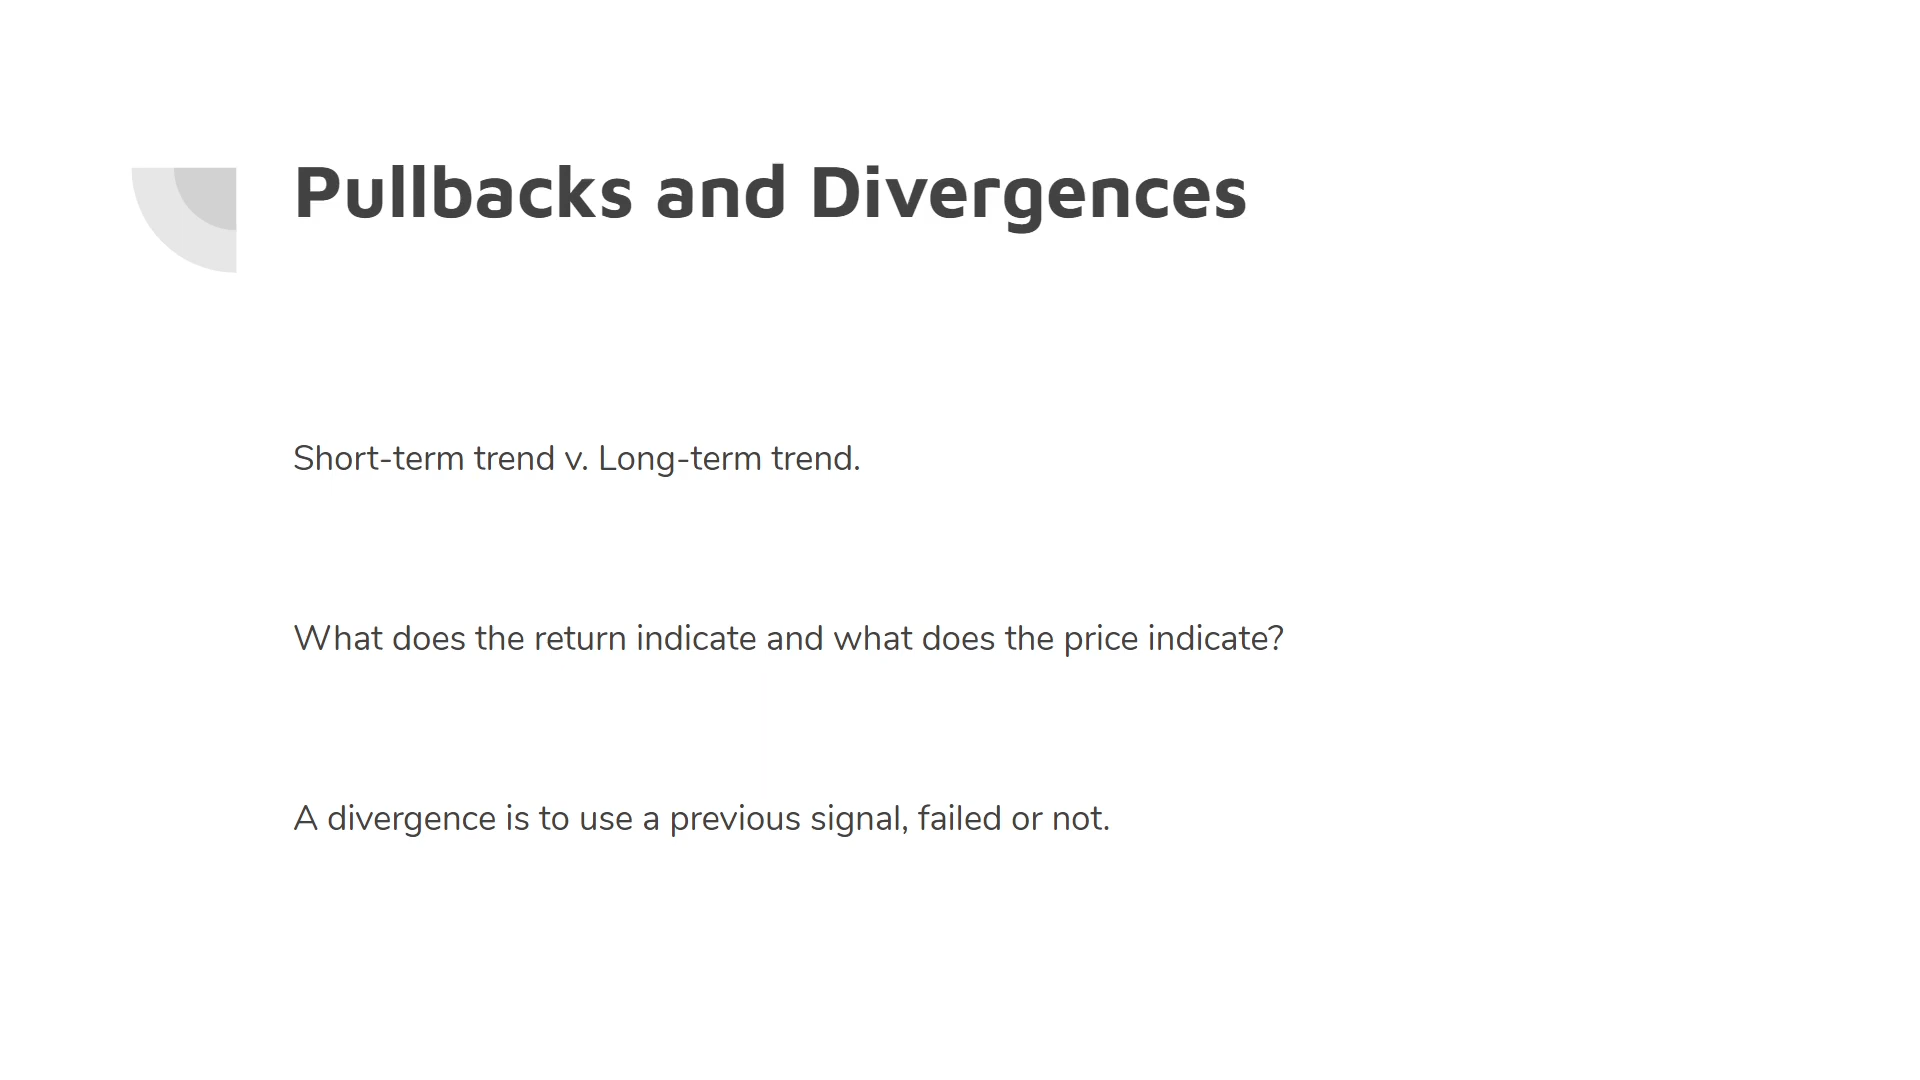 Pullbacks and Divergences
Short-term trend v. Long-term trend.
What does the return indicate and what does the price indicate?
A divergence is to use a previous signal, failed or not.